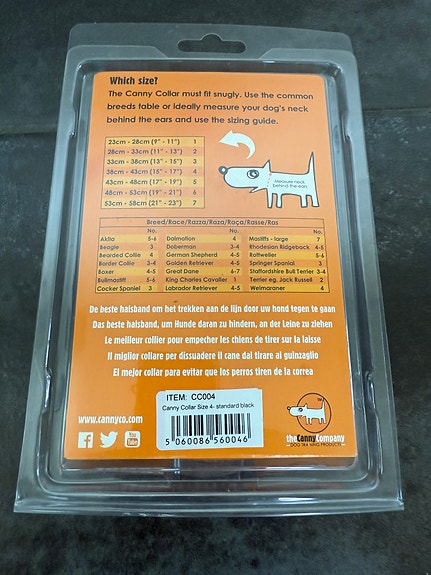 Which size?
The Canny Collar must fit snugly. Use the common
breeds table or ideally measure your dog's neck
behind the ears and use the sizing guide.
23cm - 28cm (9" - 11") 1
28cm - 33cm (11" - 13") 2
33cm - 38cm (13" - 15") 3
38cm - 43cm (15" - 17") 4
43cm - 48cm (17" - 19") 5
48cm - 53cm (19" - 21") 6
53cm - 58cm (21" - 23") 7
Measure neck
behind the ears
Breed/Race/Razza/Raza/Raça/Rasse/Ras
No. No. No.
Akita 5-6 Dalmation 4 Mastiffs - large 7
Beagle 3 Doberman 3-4 Rhodesian Ridgeback 4-5
Bearded Collie 4 German Shepherd 4-5 Rottweiler 5-6
Border Collie 3-4 Golden Retriever 4-5 Springer Spaniel 3
Boxer 4-5 Great Dane 6-7 Staffordshire Bull Terrier 3-4
Bullmastiff 5-6 King Charles Cavalier 1 Terrier eg. Jack Russell 2
Cocker Spaniel 3 Labrador Retriever 4-5 Weimaraner 4
De beste halsband om het trekken aan de lijn door uw hond tegen te gaan
Das beste halsband, um Hunde daran zu hindern, an der Leine zu ziehen
Le meilleur collier pour empecher les chiens de tirer sur la laisse
Il miglior collare per dissuadere il cane dal tirare al guinzaglio
El mejor collar para evitar que los perros tiren de la correa
ITEM: CC004
Canny Collar Size 4- standard black
5 060086 560046
www.cannyco.com
You
Tube
the Canny Company
DOG TRAINING PRODUCTS